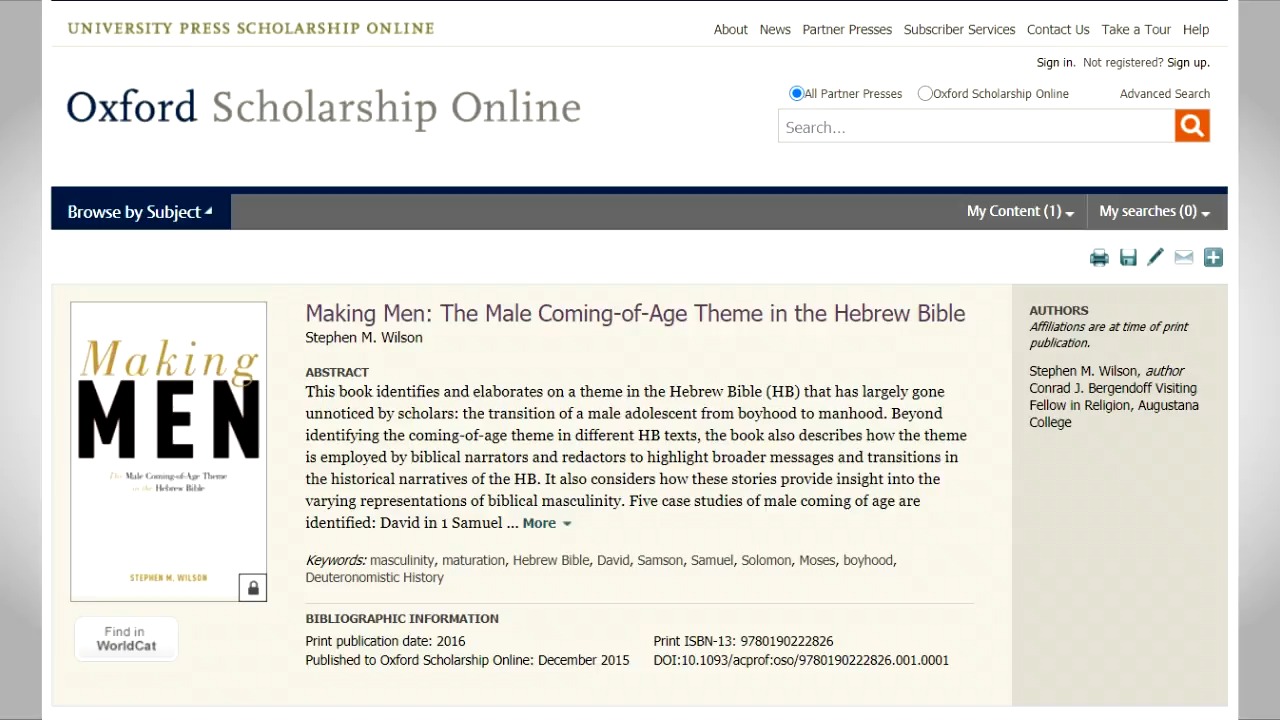 UNIVERSITY PRESS SCHOLARSHIP ONLINE
About News Partner Presses Subscriber Services Contact Us Take a Tour Help
Sign in. Not registered? Sign up.
Oxford Scholarship Online
All Partner Presses Oxford Scholarship Online Advanced Search
Search...
Browse by Subject
My Content (1) My searches (0)
Making
MEN
The Male Coming-of-Age Theme
in the Hebrew Bible
STEPHEN M. WILSON
Find in
WorldCat
Making Men: The Male Coming-of-Age Theme in the Hebrew Bible
Stephen M. Wilson
ABSTRACT
This book identifies and elaborates on a theme in the Hebrew Bible (HB) that has largely gone
unnoticed by scholars: the transition of a male adolescent from boyhood to manhood. Beyond
identifying the coming-of-age theme in different HB texts, the book also describes how the theme
is employed by biblical narrators and redactors to highlight broader messages and transitions in
the historical narratives of the HB. It also considers how these stories provide insight into the
varying representations of biblical masculinity. Five case studies of male coming of age are
identified: David in 1 Samuel ... More
Keywords: masculinity, maturation, Hebrew Bible, David, Samson, Samuel, Solomon, Moses, boyhood,
Deuteronomistic History
BIBLIOGRAPHIC INFORMATION
Print publication date: 2016 Print ISBN-13: 9780190222826
Published to Oxford Scholarship Online: December 2015 DOI:10.1093/acprof:oso/9780190222826.001.0001
AUTHORS
Affiliations are at time of print
publication.
Stephen M. Wilson, author
Conrad J. Bergendoff Visiting
Fellow in Religion, Augustana
College